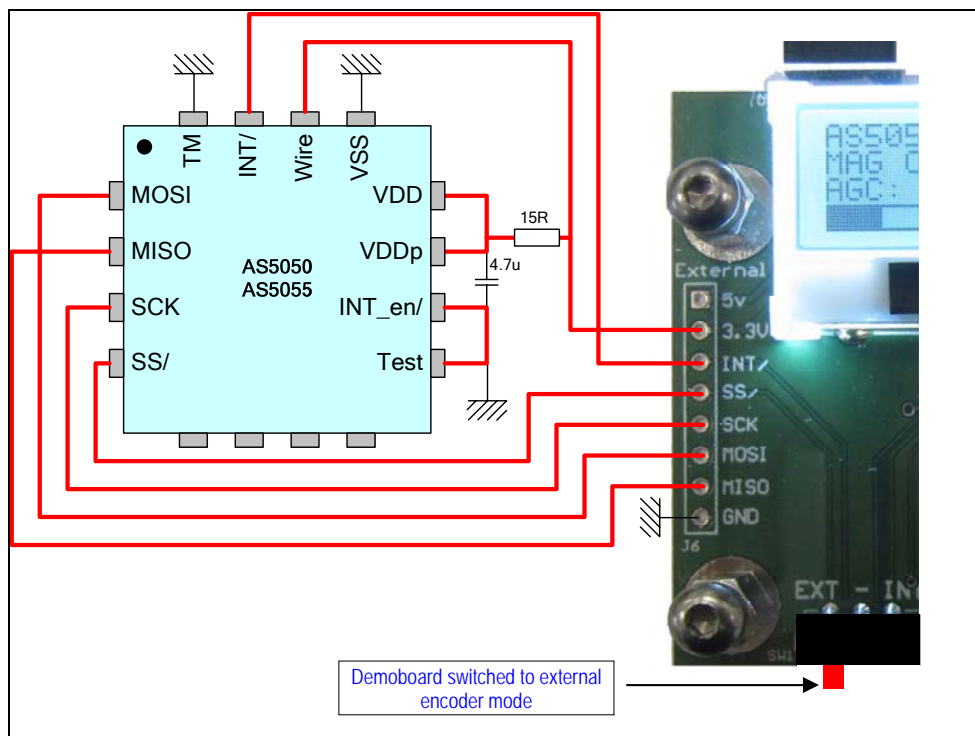 TM
INT/
Wire
VSS
MOSI
MISO
SCK
SS/
VDD
VDDp
INT_en/
Test
AS5050
AS5055
15R
4.7u
AS505
MAG C
AGC:
External
5v
3.3V
INT/
SS/
SCK
MOSI
MISO
GND
J6
EXT - IN
Demoboard switched to external
encoder mode